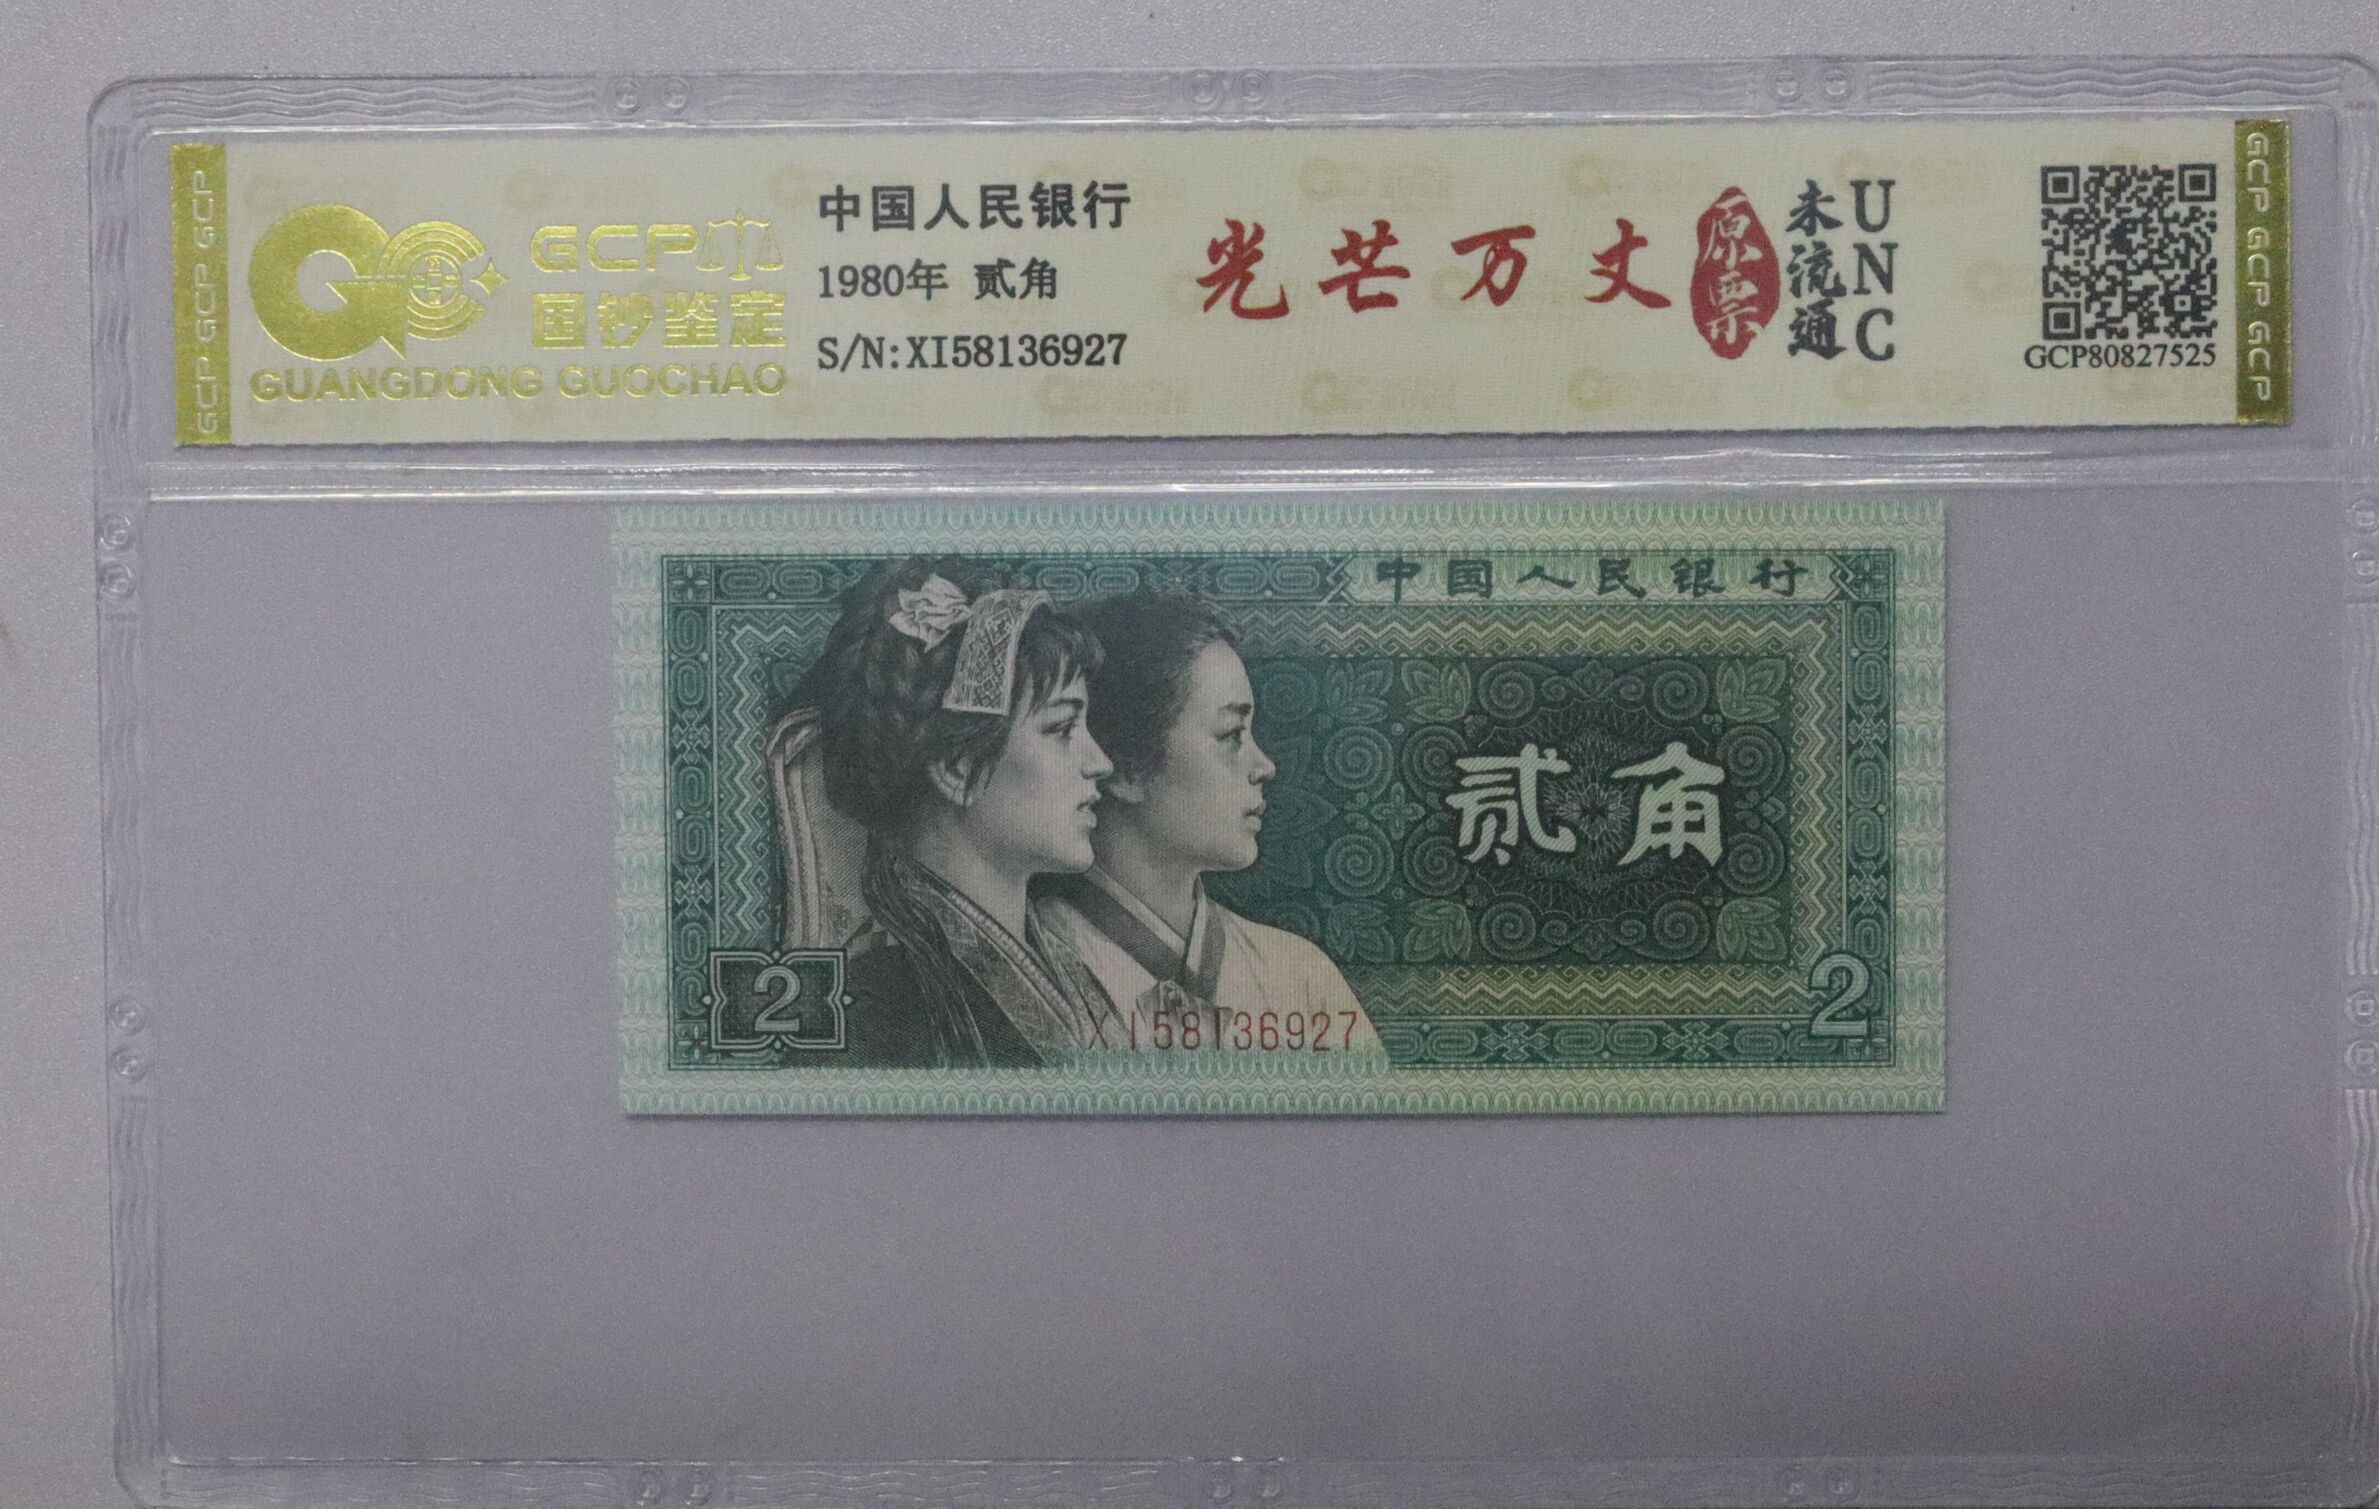 GCP GCP GCP
GCP
国钞鉴定
GUANGDONG GUOCHAO
中国人民银行
1980年 贰角
S/N:XI58136927
光芒万丈
原票
未流通
UNC
GCP80827525
GCP GCP GCP
中国人民银行
贰角
2
XI58136927
2